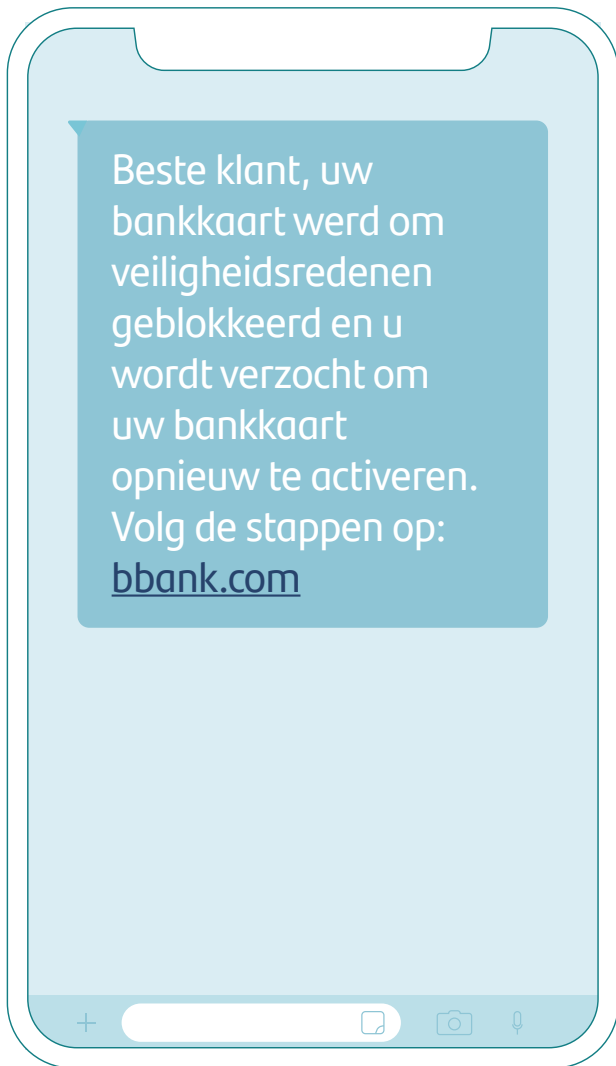 Beste klant, uw
bankkaart werd om
veiligheidsredenen
geblokkeerd en u
wordt verzocht om
uw bankkaart
opnieuw te activeren.
Volg de stappen op:
bbank.com